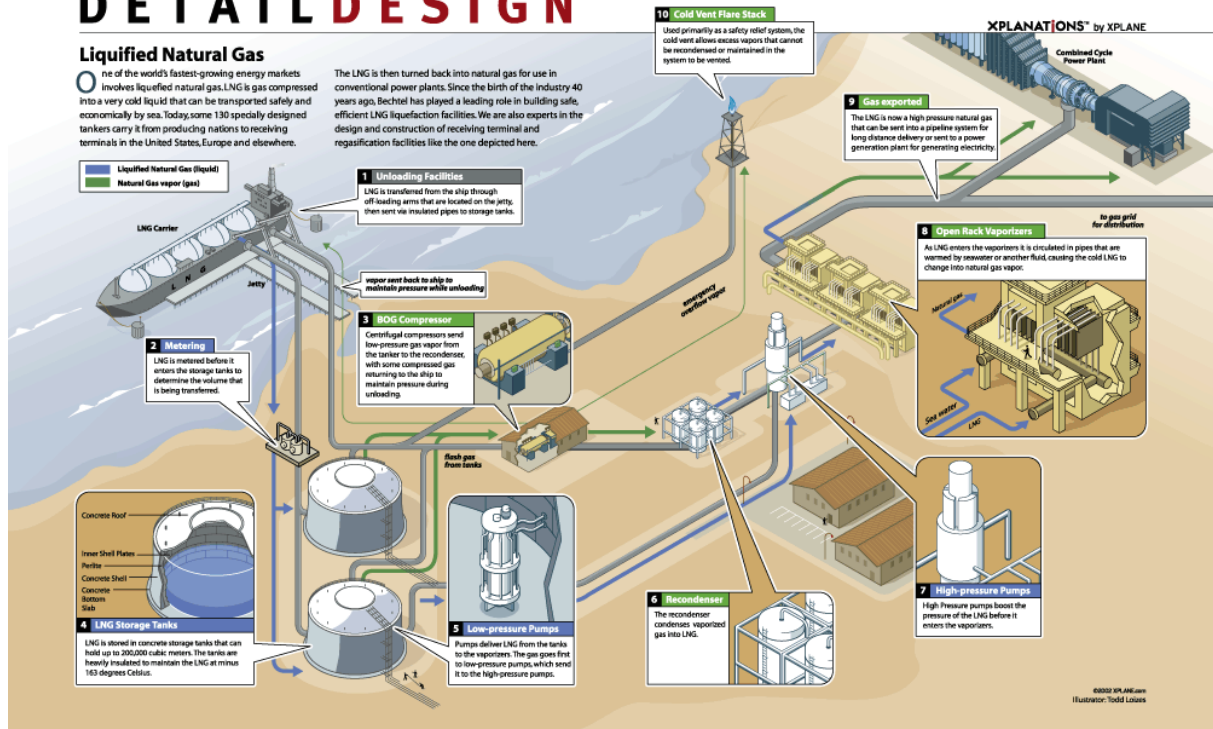 DETAILDESIGN
XPLANATiONS™ by XPLANE
Liquified Natural Gas
One of the world's fastest-growing energy markets
involves liquefied natural gas. LNG is gas compressed
into a very cold liquid that can be transported safely and
economically by sea. Today, some 130 specially designed
tankers carry it from producing nations to receiving
terminals in the United States, Europe and elsewhere.
The LNG is then turned back into natural gas for use in
conventional power plants. Since the birth of the industry 40
years ago, Bechtel has played a leading role in building safe,
efficient LNG liquefaction facilities. We are also experts in the
design and construction of receiving terminal and
regasification facilities like the one depicted here.
Liquified Natural Gas (liquid)
Natural Gas vapor (gas)
LNG Carrier
L N G
Jetty
1 Unloading Facilities
LNG is transferred from the ship through
off-loading arms that are located on the jetty,
then sent via insulated pipes to storage tanks.
vapor sent back to ship to
maintain pressure while unloading
2 Metering
LNG is metered before it
enters the storage tanks to
determine the volume that
is being transferred.
3 BOG Compressor
Centrifugal compressors send
low-pressure gas vapor from
the tanker to the recondenser,
with some compressed gas
returning to the ship to
maintain pressure during
unloading.
flash gas
from tanks
Concrete Roof
Inner Shell Plates
Perlite
Concrete Shell
Concrete
Bottom
Slab
4 LNG Storage Tanks
LNG is stored in concrete storage tanks that can
hold up to 200,000 cubic meters. The tanks are
heavily insulated to maintain the LNG at minus
163 degrees Celsius.
5 Low-pressure Pumps
Pumps deliver LNG from the tanks
to the vaporizers. The gas goes first
to low-pressure pumps, which send
it to the high-pressure pumps.
6 Recondenser
The recondenser
condenses vaporized
gas into LNG.
7 High-pressure Pumps
High Pressure pumps boost the
pressure of the LNG before it
enters the vaporizers.
8 Open Rack Vaporizers
As LNG enters the vaporizers it is circulated in pipes that are
warmed by seawater or another fluid, causing the cold LNG to
change into natural gas vapor.
Natural gas
Sea water
LNG
9 Gas exported
The LNG is now a high pressure natural gas
that can be sent into a pipeline system for
long distance delivery or sent to a power
generation plant for generating electricity.
to gas grid
for distribution
Combined Cycle
Power Plant
10 Cold Vent Flare Stack
Used primarilily as a safety relief system, the
cold vent allows excess vapors that cannot
be recondensed or maintained in the
system to be vented.
emergency
overflow vapor
©2002 XPLANE.com
Illustrator: Todd Loizes